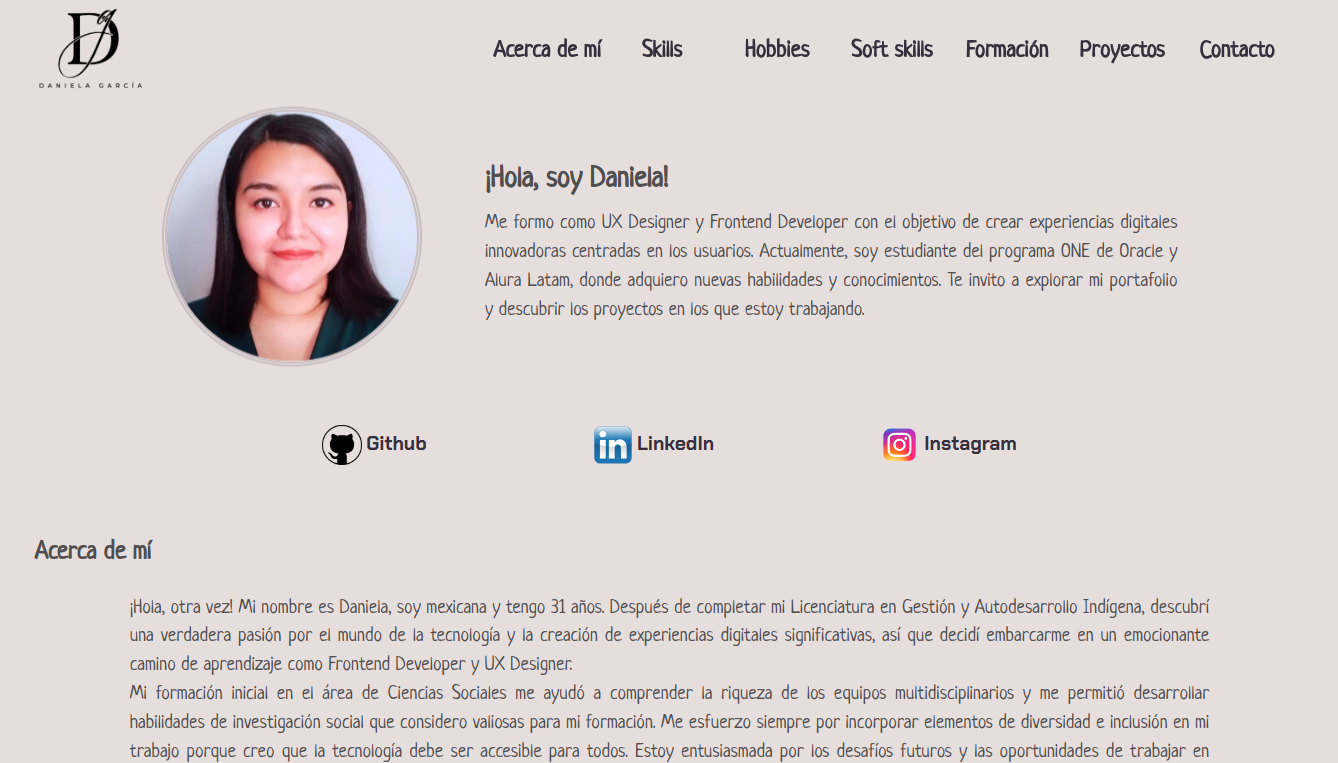 DANIELA GARCÍA
Acerca de mí Skills Hobbies Soft skills Formación Proyectos Contacto
¡Hola, soy Daniela!
Me formo como UX Designer y Frontend Developer con el objetivo de crear experiencias digitales
innovadoras centradas en los usuarios. Actualmente, soy estudiante del programa ONE de Oracle y
Alura Latam, donde adquiero nuevas habilidades y conocimientos. Te invito a explorar mi portafolio
y descubrir los proyectos en los que estoy trabajando.
Github LinkedIn Instagram
Acerca de mí
¡Hola, otra vez! Mi nombre es Daniela, soy mexicana y tengo 31 años. Después de completar mi Licenciatura en Gestión y Autodesarrollo Indígena, descubrí
una verdadera pasión por el mundo de la tecnología y la creación de experiencias digitales significativas, así que decidí embarcarme en un emocionante
camino de aprendizaje como Frontend Developer y UX Designer.
Mi formación inicial en el área de Ciencias Sociales me ayudó a comprender la riqueza de los equipos multidisciplinarios y me permitió desarrollar
habilidades de investigación social que considero valiosas para mi formación. Me esfuerzo siempre por incorporar elementos de diversidad e inclusión en mi
trabajo porque creo que la tecnología debe ser accesible para todos. Estoy entusiasmada por los desafíos futuros y las oportunidades de trabajar en